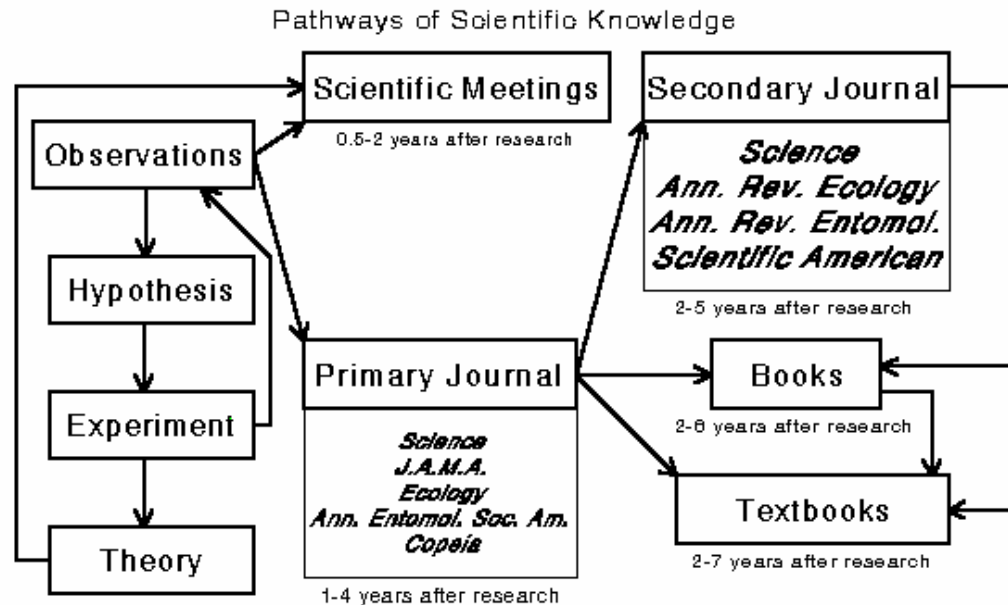 Pathways of Scientific Knowledge
Scientific Meetings
0.5-2 years after research
Secondary Journal
Science
Ann. Rev. Ecology
Ann. Rev. Entomol.
Scientific American
2-5 years after research
Observations
Hypothesis
Experiment
Theory
Primary Journal
Science
J.A.M.A.
Ecology
Ann. Entomol. Soc. Am.
Copeia
1-4 years after research
Books
2-6 years after research
Textbooks
2-7 years after research